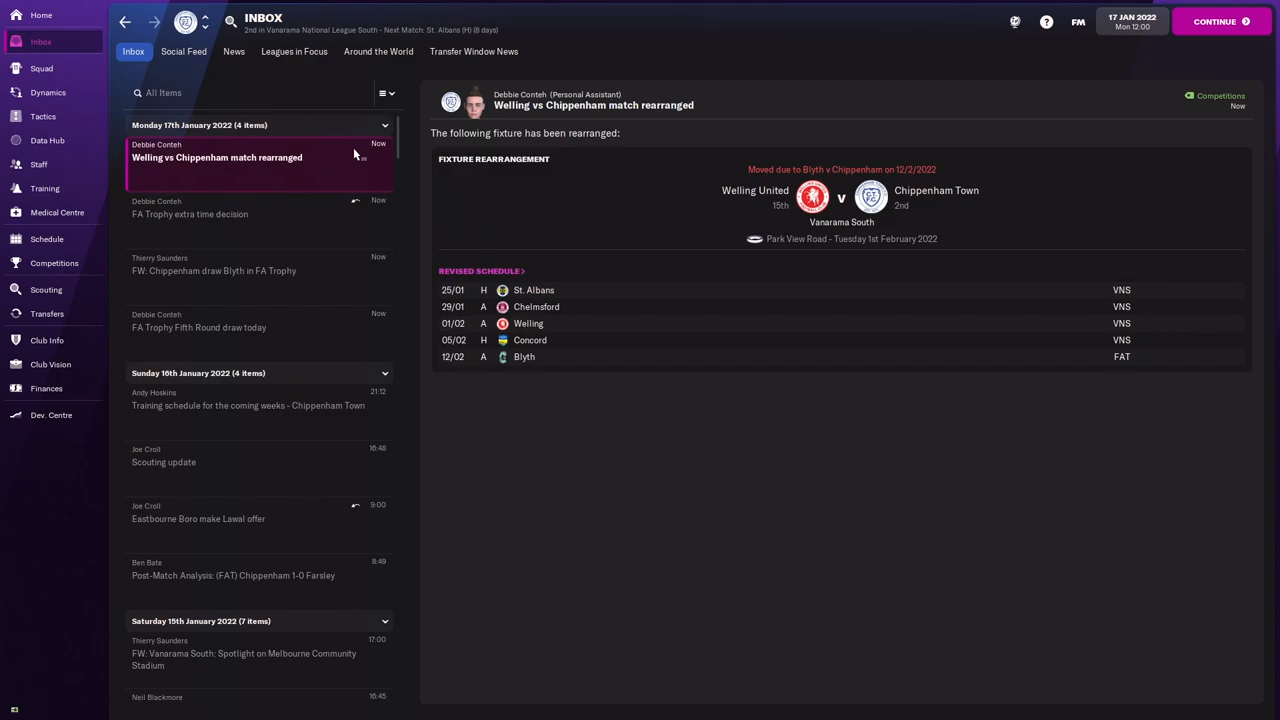 Home
Inbox
Squad
Dynamics
Tactics
Data Hub
Staff
Training
Medical Centre
Schedule
Competitions
Scouting
Transfers
Club Info
Club Vision
Finances
Dev. Centre
INBOX
2nd in Vanarama National League South - Next Match: St. Albans (H) (8 days)
FM
17 JAN 2022
Mon 12:00
CONTINUE
Inbox Social Feed News Leagues in Focus Around the World Transfer Window News
All Items
Monday 17th January 2022 (4 items)
Debbie Conteh Now
Welling vs Chippenham match rearranged
Debbie Conteh Now
FA Trophy extra time decision
Thierry Saunders Now
FW: Chippenham draw Blyth in FA Trophy
Debbie Conteh Now
FA Trophy Fifth Round draw today
Sunday 16th January 2022 (4 items)
Andy Hoskins 21:12
Training schedule for the coming weeks - Chippenham Town
Joe Croll 16:48
Scouting update
Joe Croll 9:00
Eastbourne Boro make Lawal offer
Ben Bate 8:49
Post-Match Analysis: (FAT) Chippenham 1-0 Farsley
Saturday 15th January 2022 (7 items)
Thierry Saunders 17:00
FW: Vanarama South: Spotlight on Melbourne Community
Stadium
Neil Blackmore 16:45
Debbie Conteh (Personal Assistant)
Welling vs Chippenham match rearranged
Competitions
Now
The following fixture has been rearranged:
FIXTURE REARRANGEMENT
Moved due to Blyth v Chippenham on 12/2/2022
Welling United v Chippenham Town
15th 2nd
Vanarama South
Park View Road - Tuesday 1st February 2022
REVISED SCHEDULE >
25/01 H St. Albans VNS
29/01 A Chelmsford VNS
01/02 A Welling VNS
05/02 H Concord VNS
12/02 A Blyth FAT